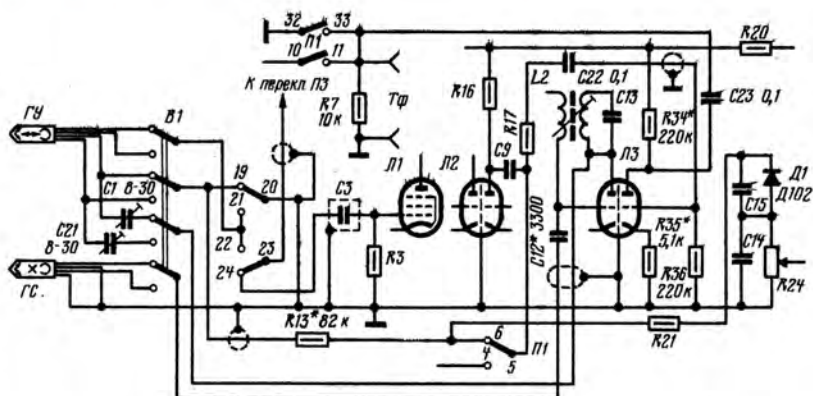 32 33
П1
10 11
R20
К перекл П3
R7
10к
Тф
R16
C22 0,1
L2
C13
R34*
220к
C23 0,1
R17
ГУ
B1
19
20
21
22
23
24
C1 8-30
C21
8-30
ГС.
C3
Л1
Л2
C9
Л3
Д1
Д102
C15
C14
R3
C12* 3300
R35*
5,1к
R36
220к
R24
R13* 82к
6
4
5
П1
R21